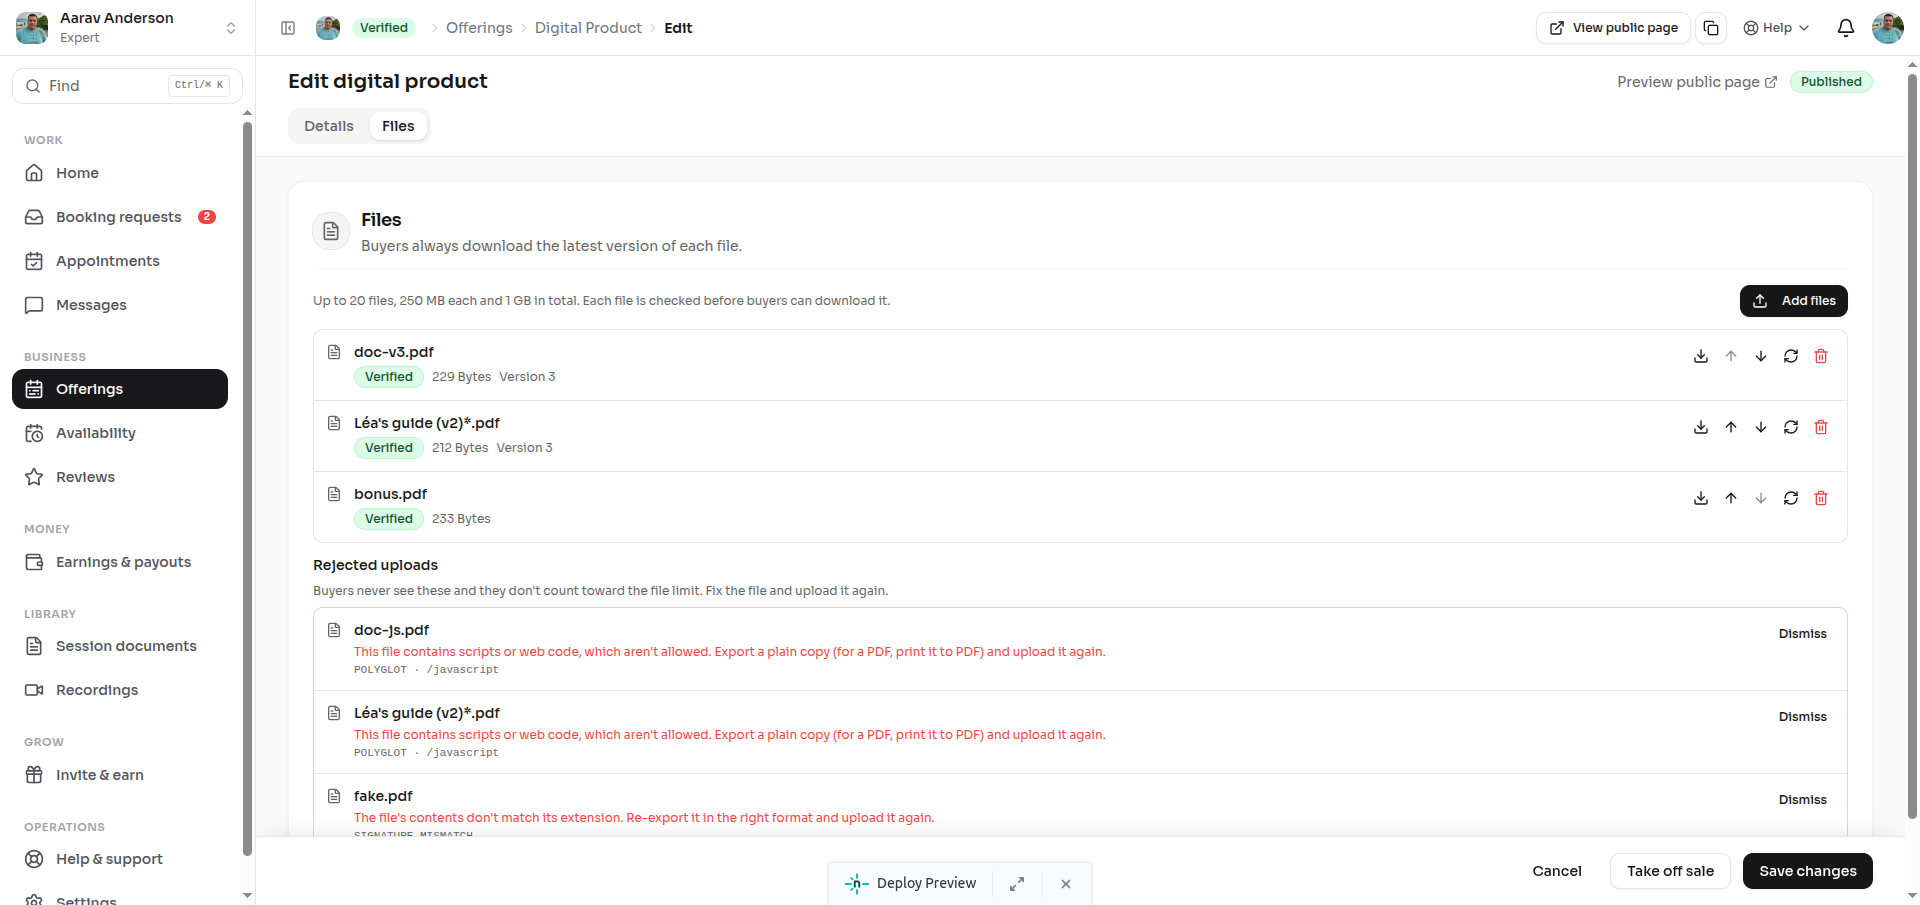 Aarav Anderson
Expert
Find
Ctrl/⌘ K
WORK
Home
Booking requests 2
Appointments
Messages
BUSINESS
Offerings
Availability
Reviews
MONEY
Earnings & payouts
LIBRARY
Session documents
Recordings
GROW
Invite & earn
OPERATIONS
Help & support
Settings
Verified > Offerings > Digital Product > Edit
View public page
Help
Edit digital product
Preview public page
Published
Details
Files
Files
Buyers always download the latest version of each file.
Up to 20 files, 250 MB each and 1 GB in total. Each file is checked before buyers can download it.
Add files
doc-v3.pdf
Verified 229 Bytes Version 3
Léa's guide (v2)*.pdf
Verified 212 Bytes Version 3
bonus.pdf
Verified 233 Bytes
Rejected uploads
Buyers never see these and they don't count toward the file limit. Fix the file and upload it again.
doc-js.pdf
Dismiss
This file contains scripts or web code, which aren't allowed. Export a plain copy (for a PDF, print it to PDF) and upload it again.
POLYGLOT · /javascript
Léa's guide (v2)*.pdf
Dismiss
This file contains scripts or web code, which aren't allowed. Export a plain copy (for a PDF, print it to PDF) and upload it again.
POLYGLOT · /javascript
fake.pdf
Dismiss
The file's contents don't match its extension. Re-export it in the right format and upload it again.
SIGNATURE_MISMATCH
Deploy Preview
Cancel
Take off sale
Save changes